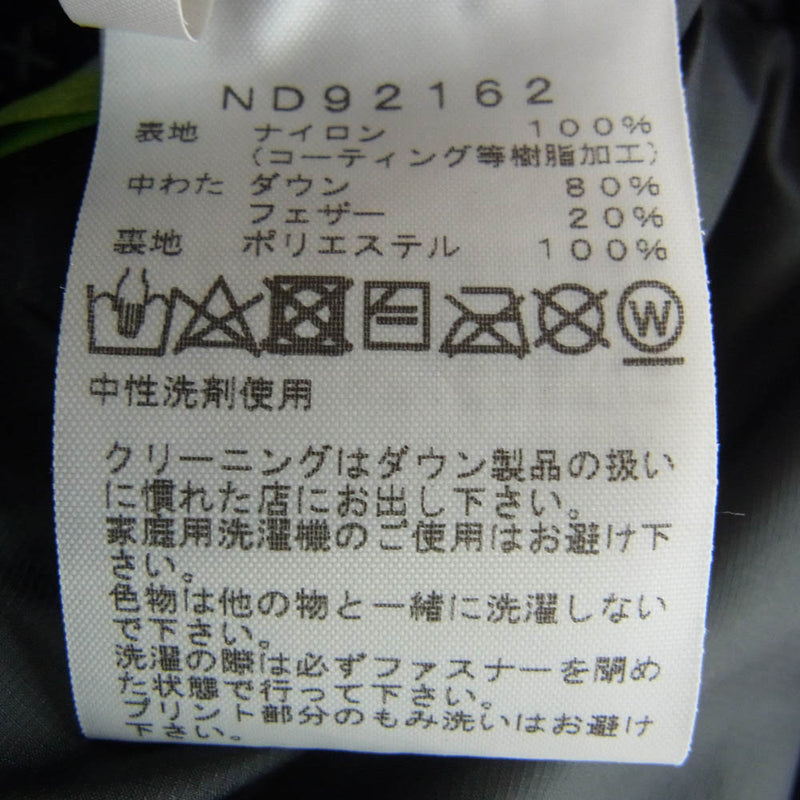 ND92162
表地 ナイロン 100%
(コーティング等樹脂加工)
中わた ダウン 80%
フェザー 20%
裏地 ポリエステル 100%
W
中性洗剤使用
クリーニングはダウン製品の扱い
に慣れた店にお出し下さい。
家庭用洗濯機のご使用はお避け下
さい。
色物は他の物と一緒に洗濯しない
で下さい。
洗濯の際は必ずファスナーを閉め
た状態で行って下さい。
プリント部分のもみ洗いはお避け
下さい。